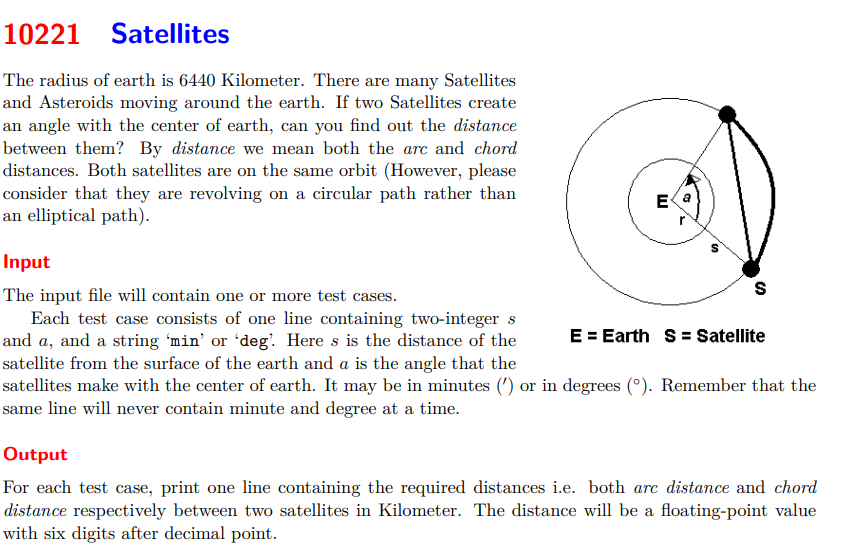 10221 Satellites
The radius of earth is 6440 Kilometer. There are many Satellites
and Asteroids moving around the earth. If two Satellites create
an angle with the center of earth, can you find out the distance
between them? By distance we mean both the arc and chord
distances. Both satellites are on the same orbit (However, please
consider that they are revolving on a circular path rather than
an elliptical path).
E
a
r
s
S
E = Earth S = Satellite
Input
The input file will contain one or more test cases.
Each test case consists of one line containing two-integer s
and a, and a string ‘min’ or ‘deg’. Here s is the distance of the
satellite from the surface of the earth and a is the angle that the
satellites make with the center of earth. It may be in minutes (′) or in degrees (°). Remember that the
same line will never contain minute and degree at a time.
Output
For each test case, print one line containing the required distances i.e. both arc distance and chord
distance respectively between two satellites in Kilometer. The distance will be a floating-point value
with six digits after decimal point.